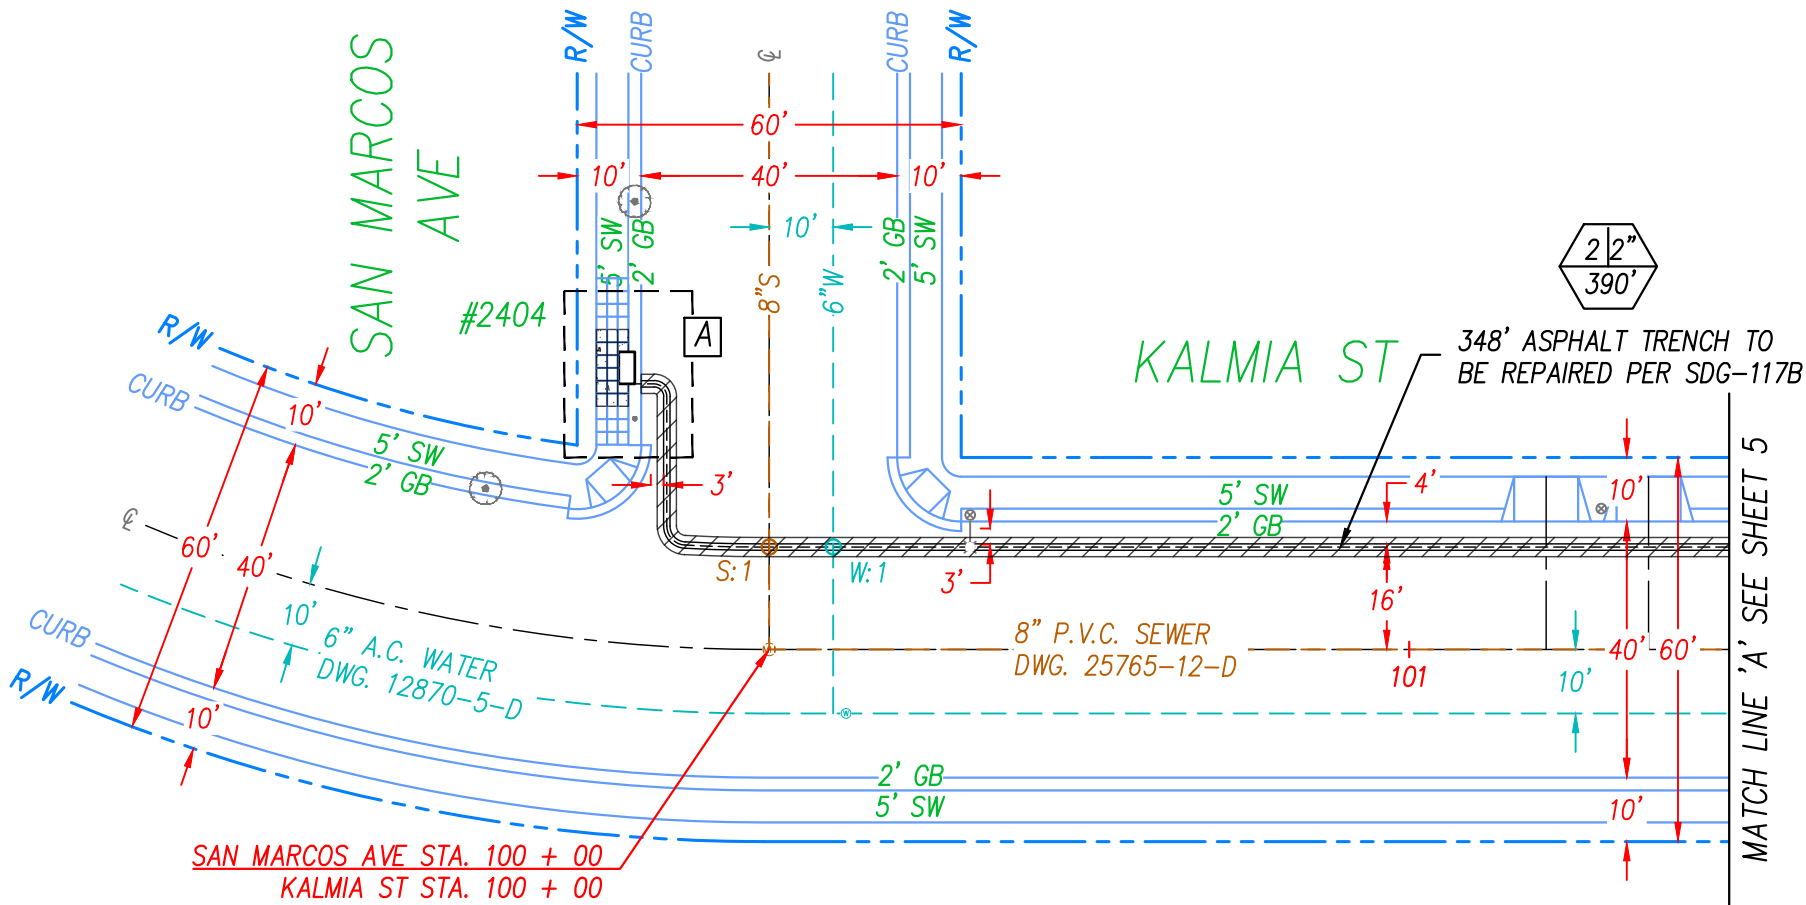 R/W
CURB
℄
CURB
R/W
SAN MARCOS
AVE
60'
10'
40'
10'
5' SW
2' GB
10'
2' GB
5' SW
8"S
6"W
#2404
A
2
2"
390'
348' ASPHALT TRENCH TO
BE REPAIRED PER SDG-117B
KALMIA ST
R/W
CURB
10'
5' SW
2' GB
3'
4'
5' SW
2' GB
10'
℄
60'
40'
S:1
W:1
3'
16'
10'
6" A.C. WATER
DWG. 12870-5-D
8" P.V.C. SEWER
DWG. 25765-12-D
101
40'
60'
10'
CURB
R/W
10'
W
2' GB
5' SW
10'
MATCH LINE 'A' SEE SHEET 5
SAN MARCOS AVE STA. 100 + 00
KALMIA ST STA. 100 + 00